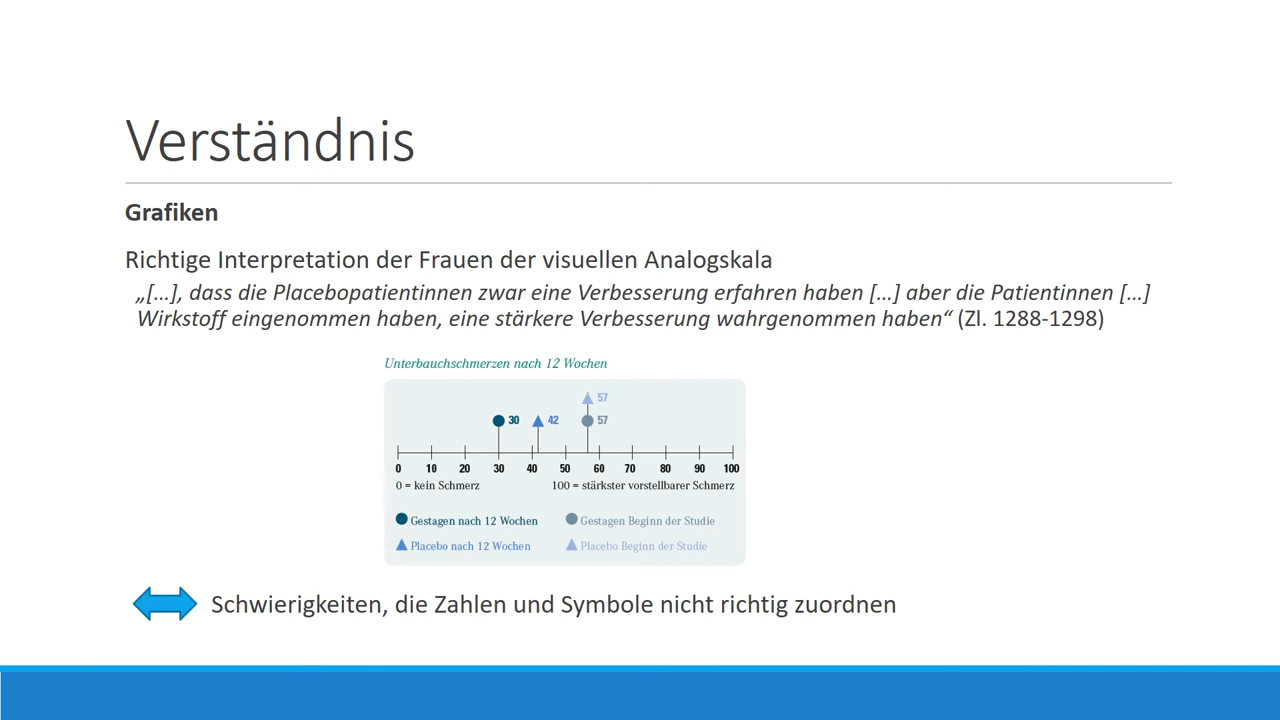 Verständnis
Grafiken
Richtige Interpretation der Frauen der visuellen Analogskala
„[…], dass die Placebopatientinnen zwar eine Verbesserung erfahren haben […] aber die Patientinnen […]
Wirkstoff eingenommen haben, eine stärkere Verbesserung wahrgenommen haben“ (Zl. 1288-1298)
Unterbauchschmerzen nach 12 Wochen
57
30 42 57
0 10 20 30 40 50 60 70 80 90 100
0 = kein Schmerz 100 = stärkster vorstellbarer Schmerz
Gestagen nach 12 Wochen Gestagen Beginn der Studie
Placebo nach 12 Wochen Placebo Beginn der Studie
Schwierigkeiten, die Zahlen und Symbole nicht richtig zuordnen